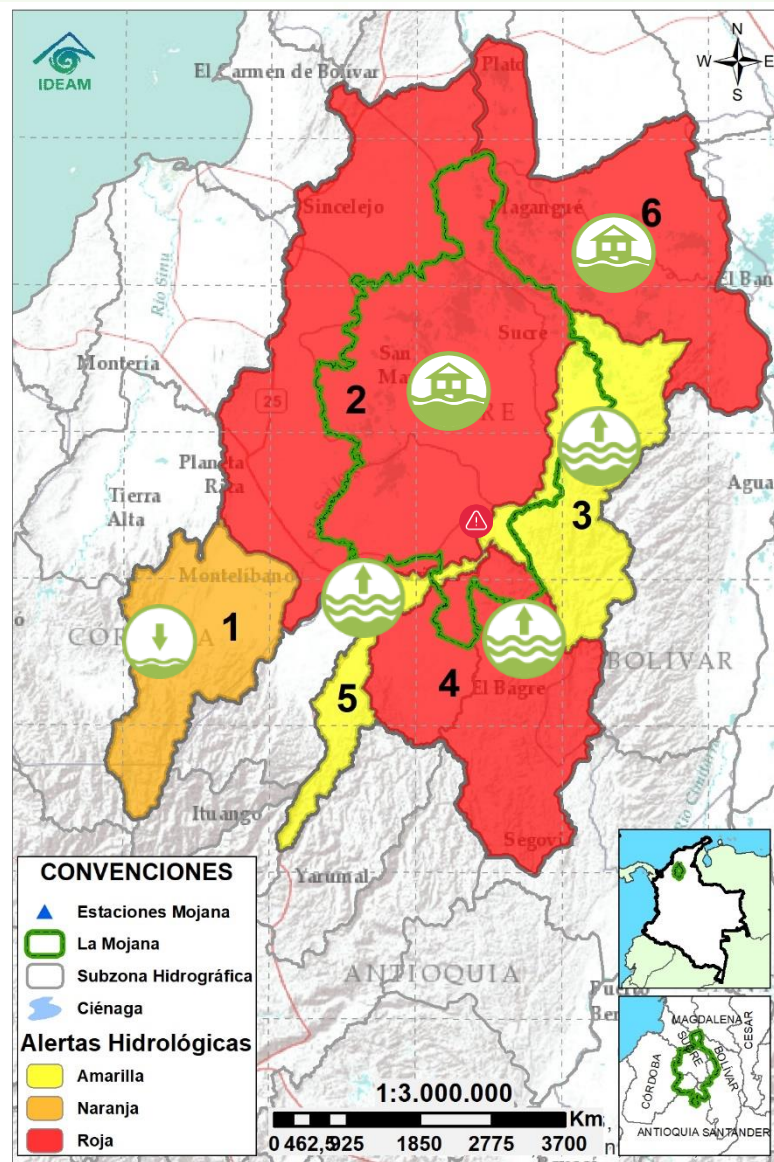 IDEAM
N
W
E
S
El Carmen de Bolívar
Plato
Sincelejo
Magangué
6
Río Sinú
El Ban
Sucre
Montería
San
Ma
25
2
RE
Planeta
Rica
Tierra
Alta
Agua
3
Montelíbano
1
5
4
El Bagre
BOLIVAR
Ituango
Segovi
Yarumal
ANTIOQUIA
CONVENCIONES
Estaciones Mojana
La Mojana
Subzona Hidrográfica
Ciénaga
Alertas Hidrológicas
Amarilla
Naranja
Roja
1:3.000.000
Km
0 462,5 925 1850 2775 3700
MAGDALENA
CESAR
SUCRE
BOLÍVAR
CÓRDOBA
ANTIOQUIA SANTANDER